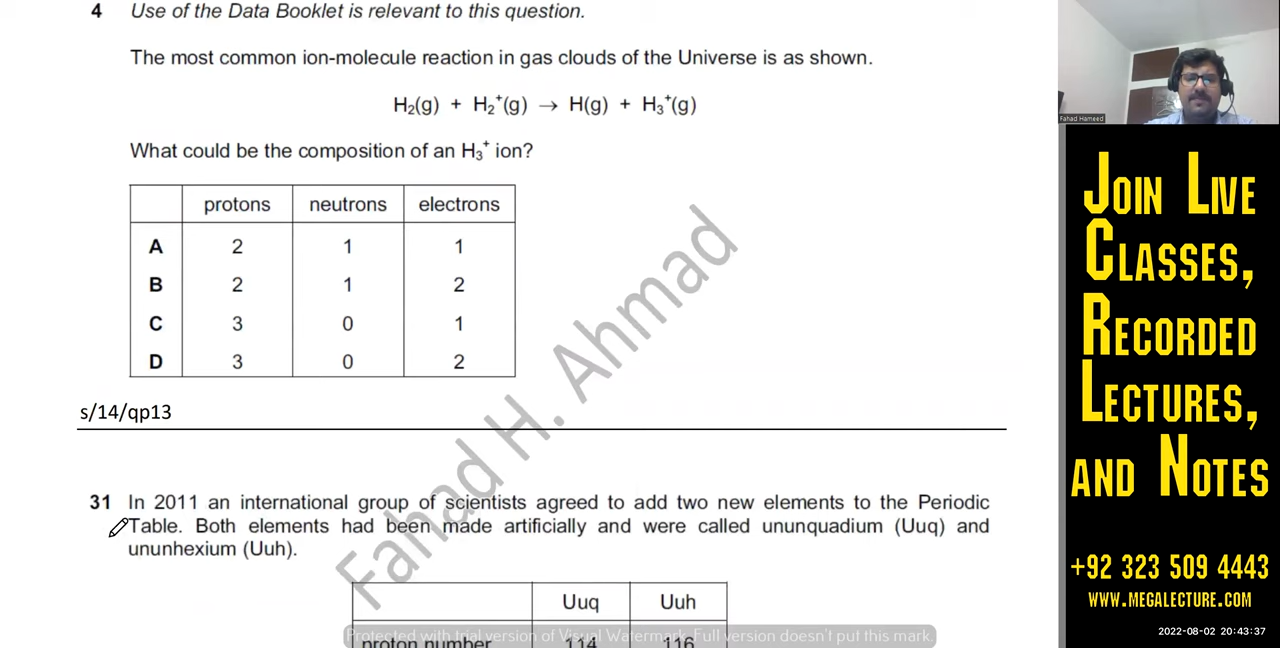 4 Use of the Data Booklet is relevant to this question.
The most common ion-molecule reaction in gas clouds of the Universe is as shown.
H₂(g) + H₂⁺(g) → H(g) + H₃⁺(g)
What could be the composition of an H₃⁺ ion?
protons neutrons electrons
A 2 1 1
B 2 1 2
C 3 0 1
D 3 0 2
s/14/qp13
31 In 2011 an international group of scientists agreed to add two new elements to the Periodic
Table. Both elements had been made artificially and were called ununquadium (Uuq) and
ununhexium (Uuh).
Uuq Uuh
proton number 114 116
Fahad H. Ahmad
Protected with trial version of Visual Watermark. Full version doesn't put this mark.
Fahad Hameed
JOIN LIVE
CLASSES,
RECORDED
LECTURES,
AND NOTES
+92 323 509 4443
WWW.MEGALECTURE.COM
2022-08-02 20:43:37